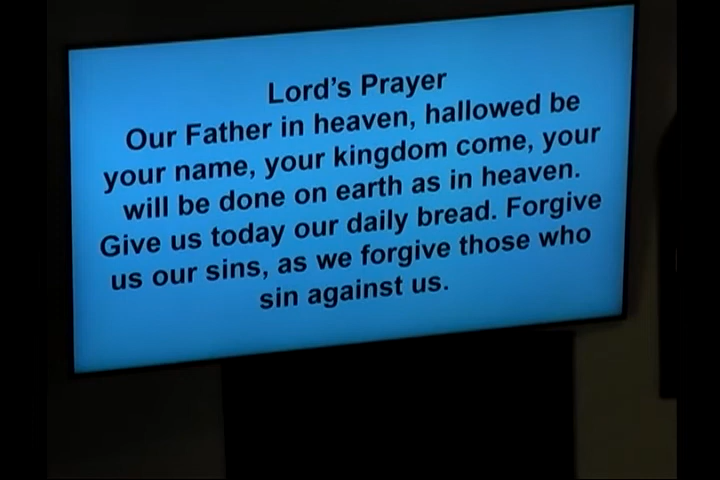 Lord's Prayer
Our Father in heaven, hallowed be
your name, your kingdom come, your
will be done on earth as in heaven.
Give us today our daily bread. Forgive
us our sins, as we forgive those who
sin against us.